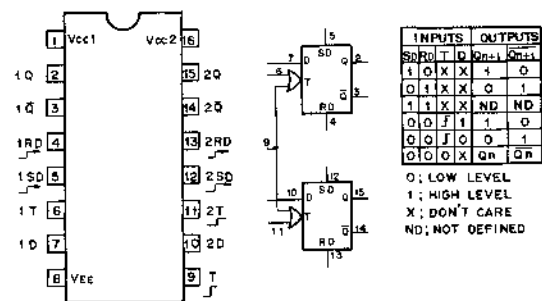 1 Vcc1 Vcc2 16
1Q 2 15 2Q
1Q̅ 3 14 2Q̅
1RD 4 13 2RD
1SD 5 12 2SD
1T 6 11 2T
1D 7 10 2D
8 VEE 9 T
5
7 D SD Q 2
6 T
Q̅ 3
RD
4
9
12
10 D SD Q 15
T
11 Q̅ 14
RD
13
INPUTS OUTPUTS
SD RD T D Qn+1 Q̅n+1
1 0 X X 1 0
0 1 X X 0 1
1 1 X X ND ND
0 0 ʃ 1 1 0
0 0 ʃ 0 0 1
0 0 0 X Qn Q̅n
0; LOW LEVEL
1; HIGH LEVEL
X; DON'T CARE
ND; NOT DEFINED